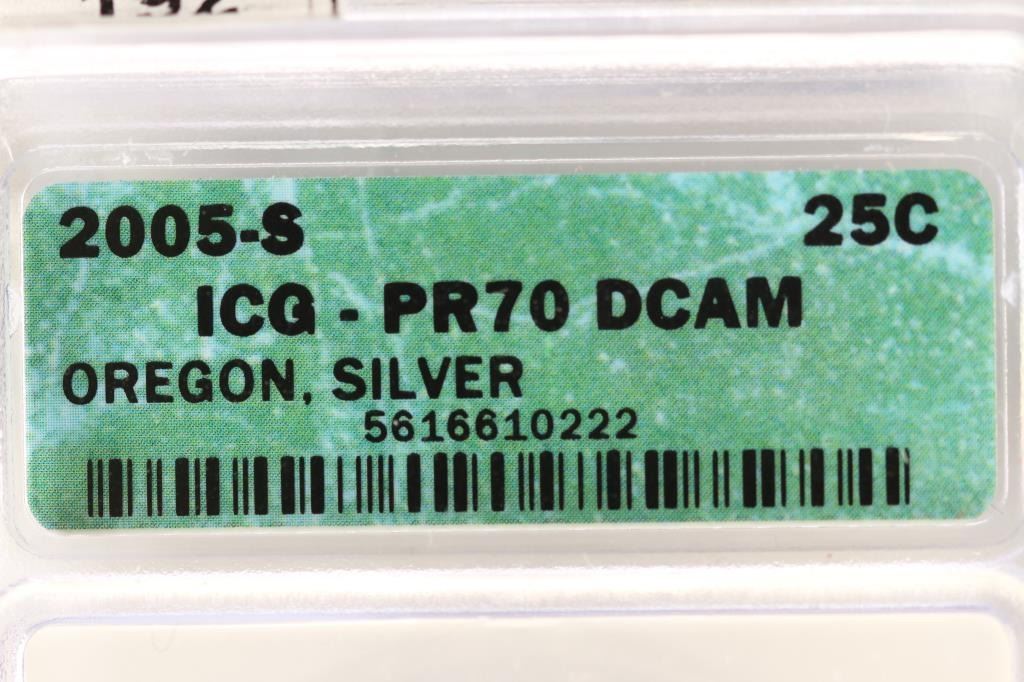 2005-S 25C
ICG - PR70 DCAM
OREGON, SILVER
5616610222